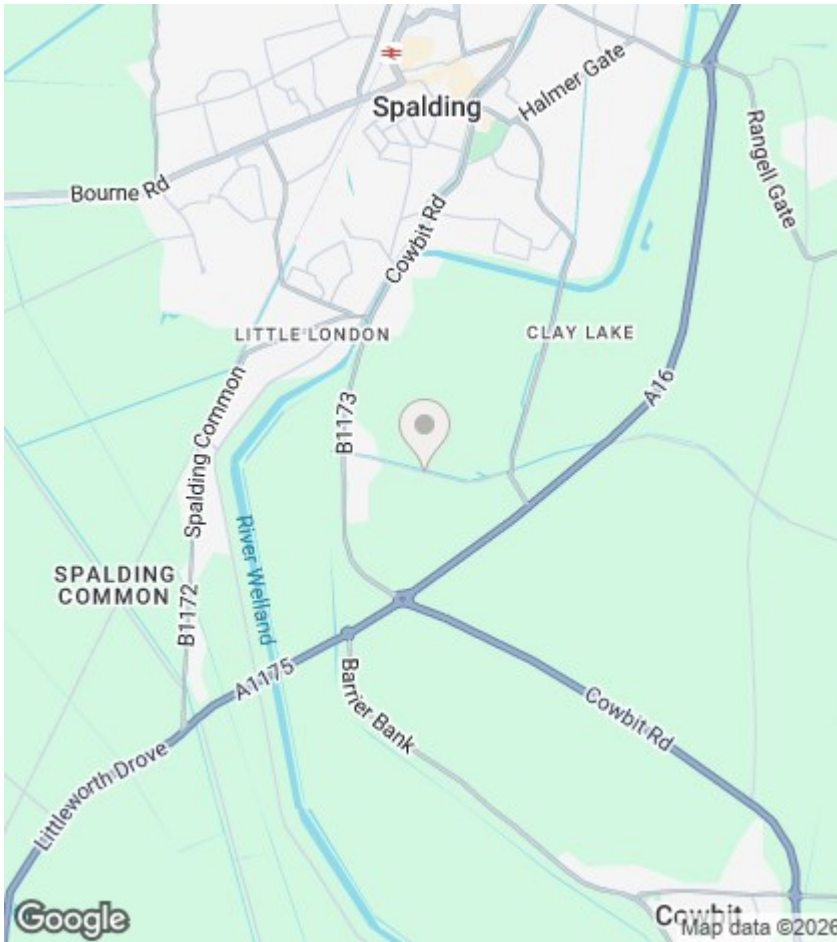 Spalding
Halmer Gate
Rangell Gate
Bourne Rd
Cowbit Rd
LITTLE LONDON
CLAY LAKE
A16
B1173
Spalding Common
River Welland
SPALDING
COMMON
B1172
A1175
Barrier Bank
Cowbit Rd
Littleworth Drove
Cowbit
Google
Map data ©2026